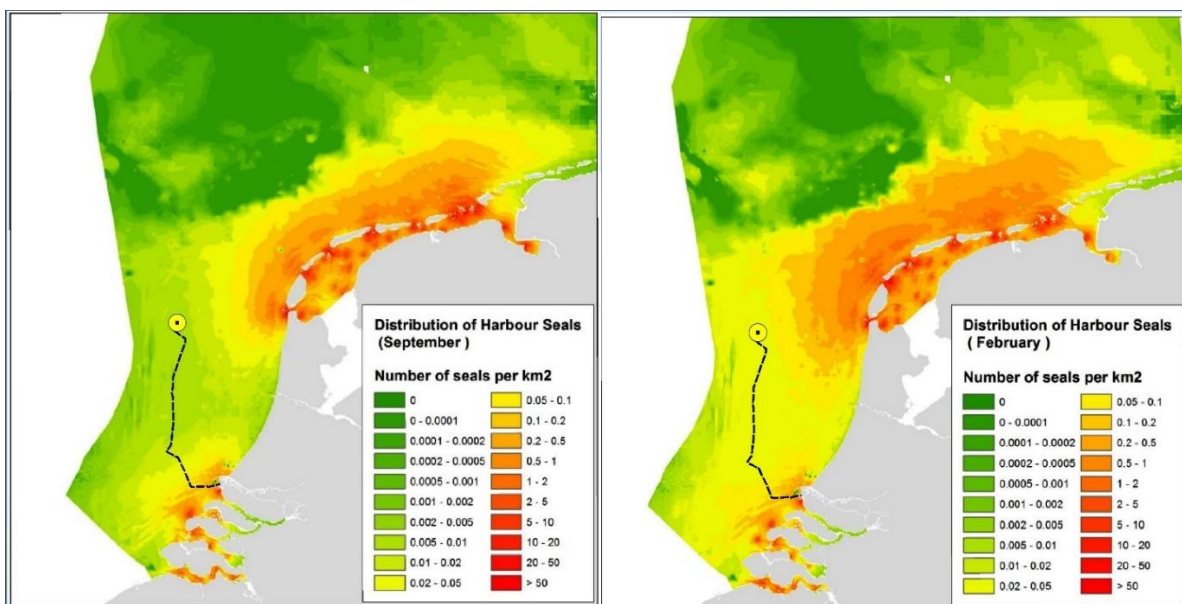 Distribution of Harbour Seals
(September )
Number of seals per km2
0
0 - 0.0001
0.0001 - 0.0002
0.0002 - 0.0005
0.0005 - 0.001
0.001 - 0.002
0.002 - 0.005
0.005 - 0.01
0.01 - 0.02
0.02 - 0.05
0.05 - 0.1
0.1 - 0.2
0.2 - 0.5
0.5 - 1
1 - 2
2 - 5
5 - 10
10 - 20
20 - 50
> 50
Distribution of Harbour Seals
( February )
Number of seals per km2
0
0 - 0.0001
0.0001 - 0.0002
0.0002 - 0.0005
0.0005 - 0.001
0.001 - 0.002
0.002 - 0.005
0.005 - 0.01
0.01 - 0.02
0.02 - 0.05
0.05 - 0.1
0.1 - 0.2
0.2 - 0.5
0.5 - 1
1 - 2
2 - 5
5 - 10
10 - 20
20 - 50
> 50